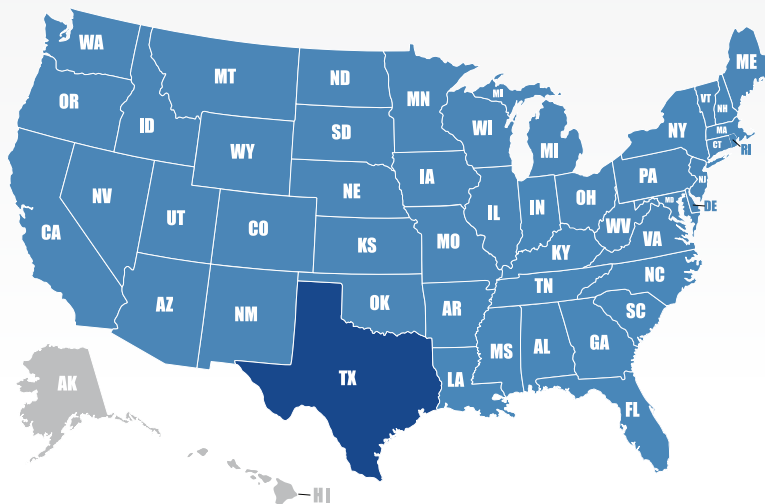 WA
MT
ND
MN
MI
ME
VT
NH
OR
ID
SD
WI
MI
NY
MA
CT
RI
WY
IA
PA
NJ
NV
UT
NE
IL
IN
OH
MD
DE
CA
CO
KS
MO
KY
WV
VA
AZ
NM
OK
AR
TN
NC
SC
MS
AL
GA
TX
LA
FL
AK
HI